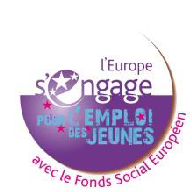 l'Europe
s'engage
POUR L'EMPLOI
DES JEUNES
avec le Fonds Social Européen